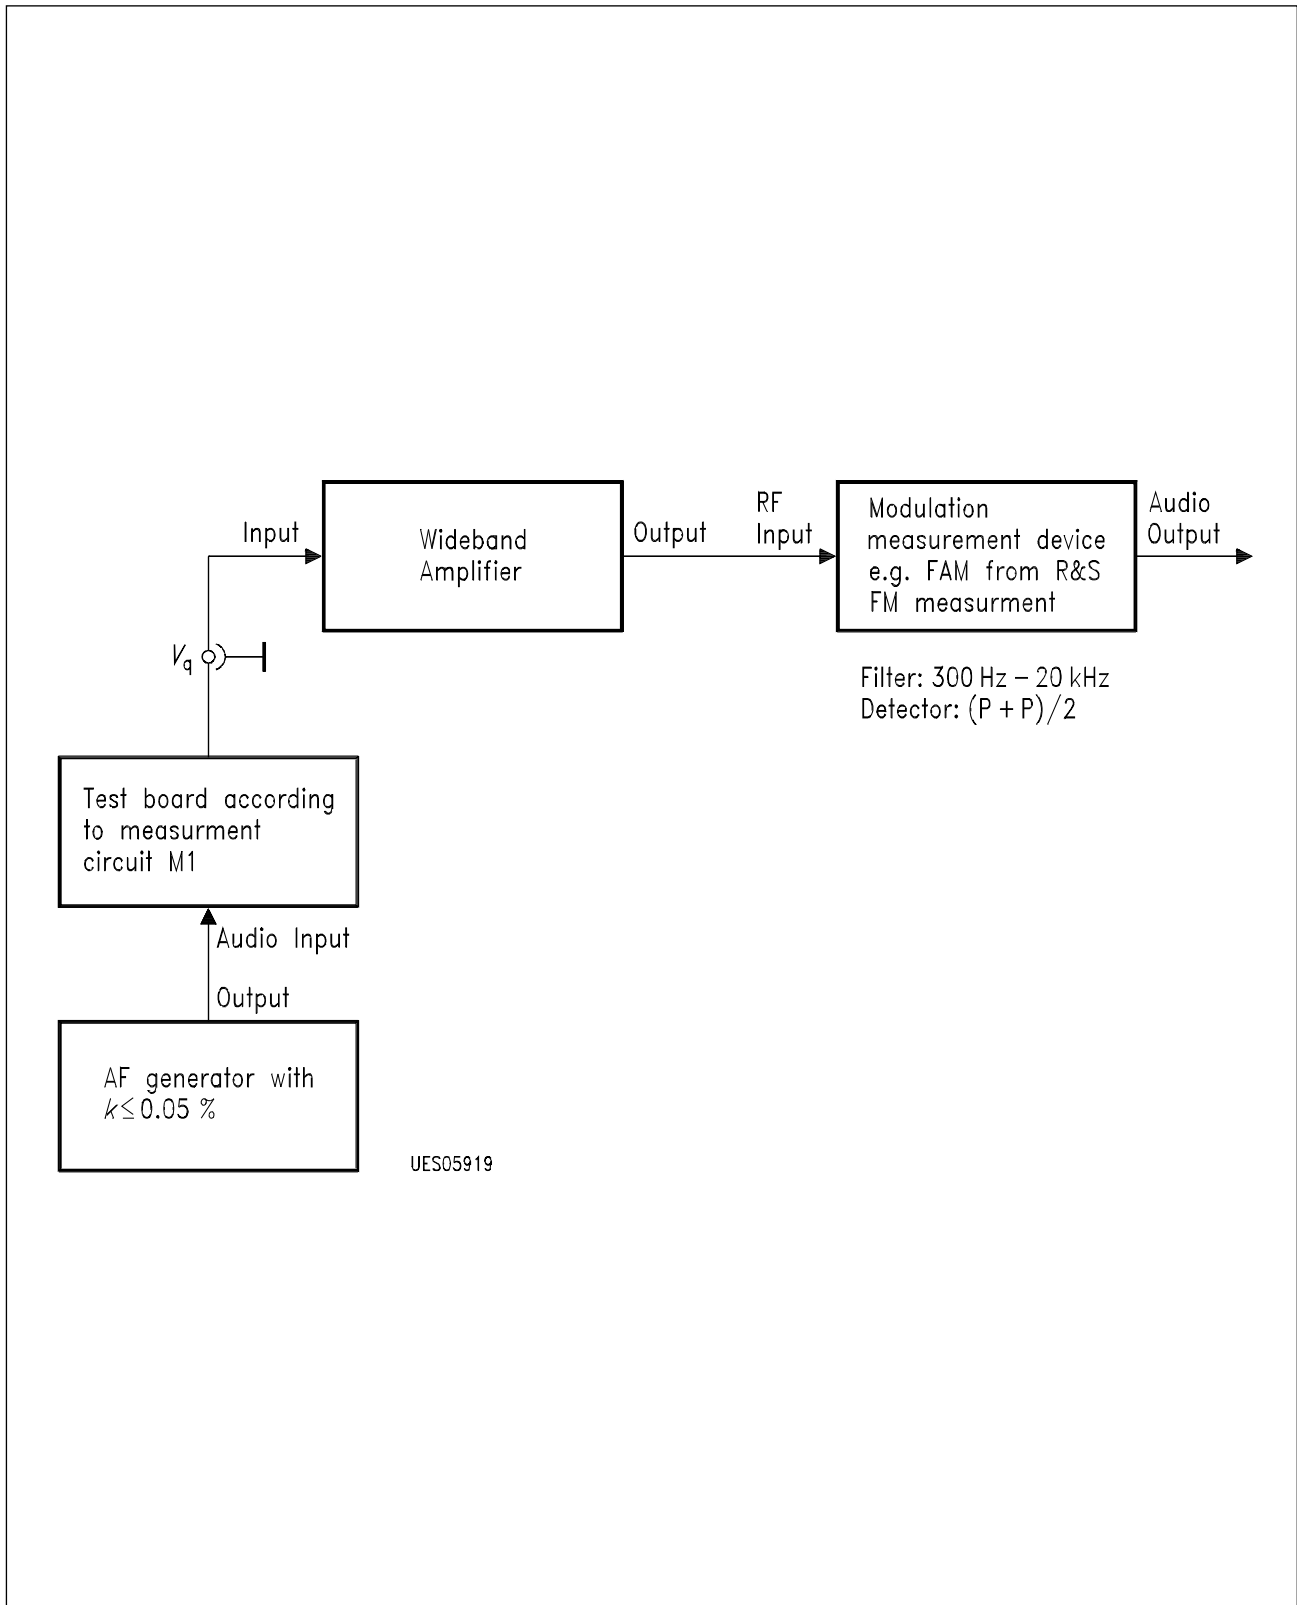 Input
Wideband
Amplifier
Output
RF
Input
Modulation
measurement device
e.g. FAM from R&S
FM measurment
Audio
Output
Vq
Filter: 300 Hz – 20 kHz
Detector: (P + P)/2
Test board according
to measurment
circuit M1
Audio Input
Output
AF generator with
k ≤ 0.05 %
UES05919